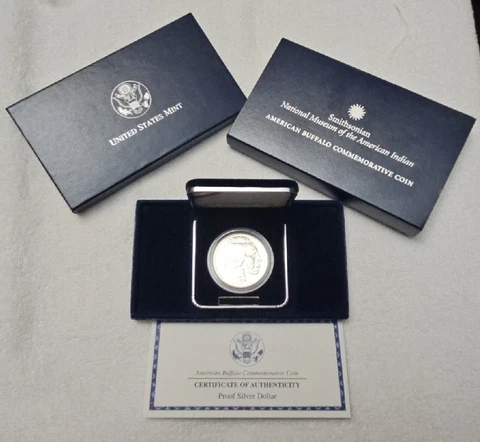 UNITED STATES MINT
Smithsonian
National Museum of the American Indian
AMERICAN BUFFALO COMMEMORATIVE COIN
American Buffalo Commemorative Coin
CERTIFICATE OF AUTHENTICITY
Proof Silver Dollar